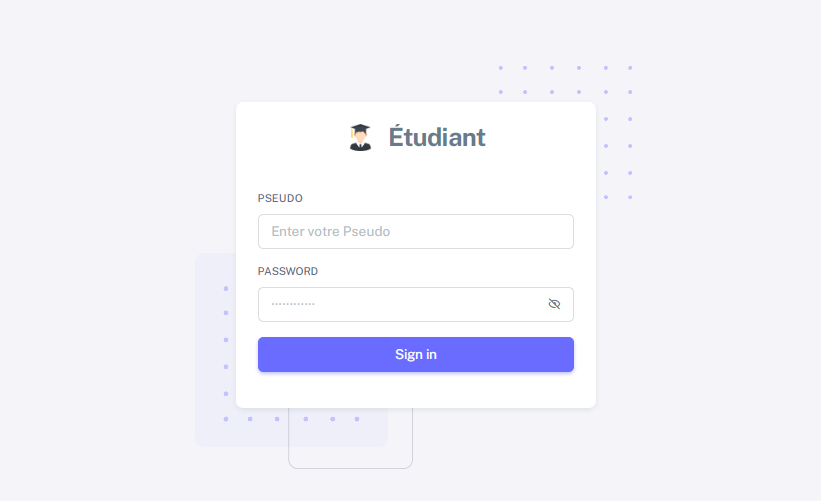 Étudiant
PSEUDO
Enter votre Pseudo
PASSWORD
············
Sign in